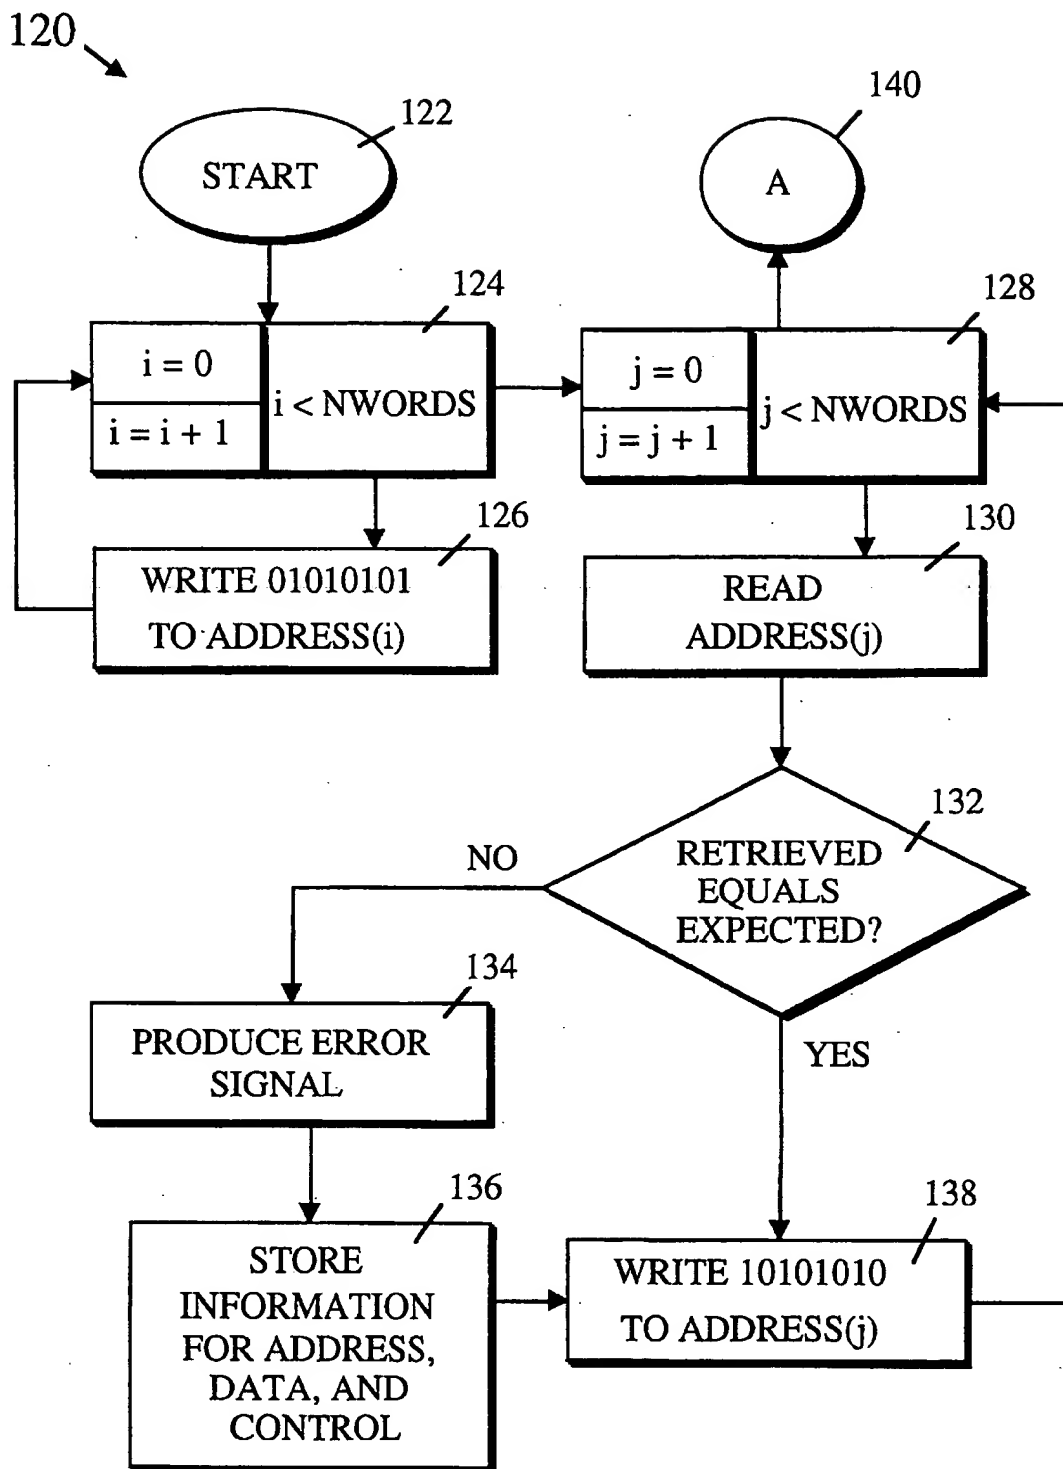 120
122
START
140
A
124
i = 0
i = i + 1
i < NWORDS
128
j = 0
j = j + 1
j < NWORDS
126
WRITE 01010101
TO ADDRESS(i)
130
READ
ADDRESS(j)
132
RETRIEVED
EQUALS
EXPECTED?
NO
YES
134
PRODUCE ERROR
SIGNAL
136
STORE
INFORMATION
FOR ADDRESS,
DATA, AND
CONTROL
138
WRITE 10101010
TO ADDRESS(j)